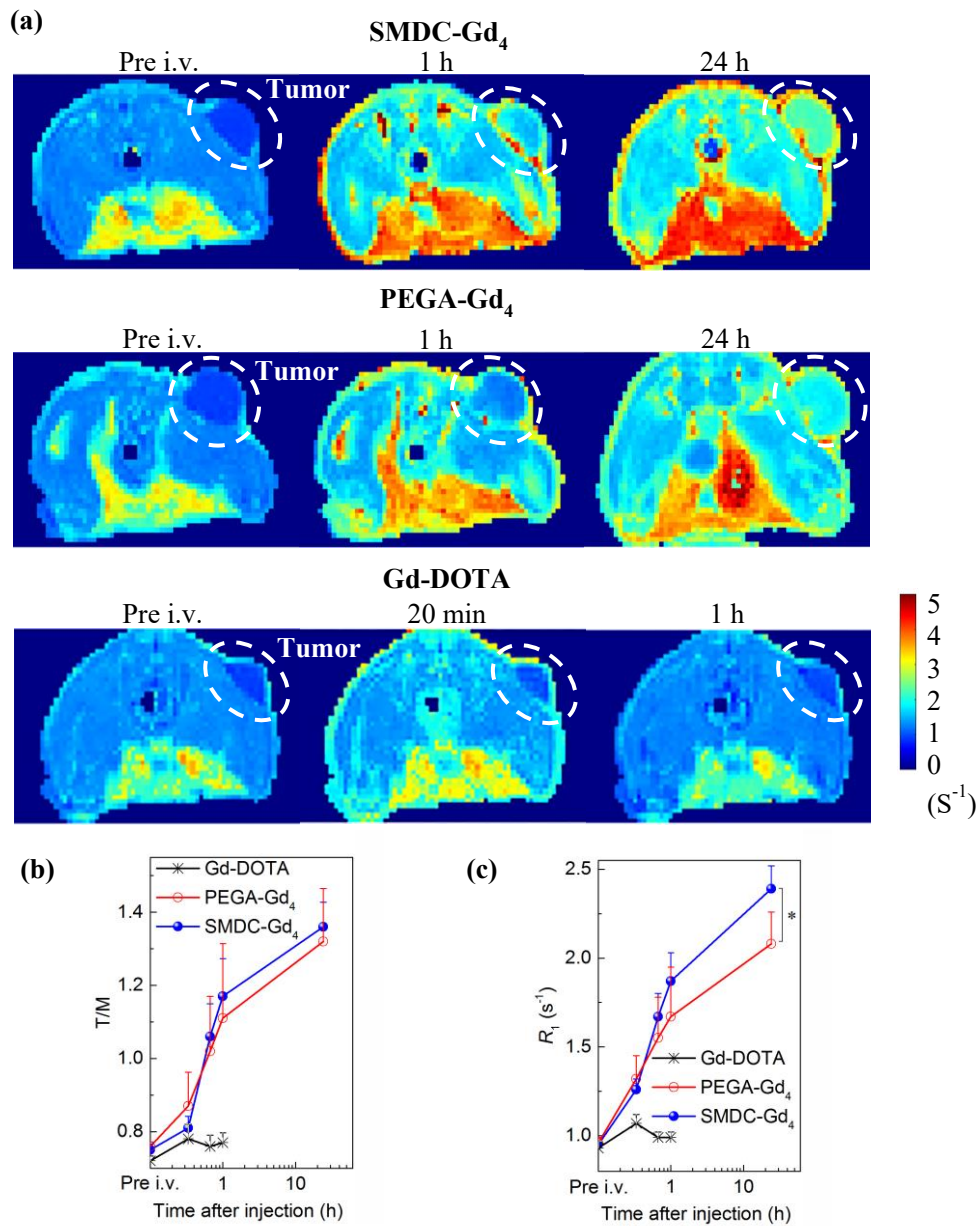 (a)
SMDC-Gd4
Pre i.v. 1 h 24 h
Tumor
PEGA-Gd4
Pre i.v. 1 h 24 h
Tumor
Gd-DOTA
Pre i.v. 20 min 1 h
Tumor
5
4
3
2
1
0
(S-1)
(b)
Gd-DOTA
PEGA-Gd4
SMDC-Gd4
T/M
1.4
1.2
1.0
0.8
Pre i.v. 1 10
Time after injection (h)
(c)
R1 (s-1)
2.5
2.0
1.5
1.0
*
Gd-DOTA
PEGA-Gd4
SMDC-Gd4
Pre i.v. 1 10
Time after injection (h)